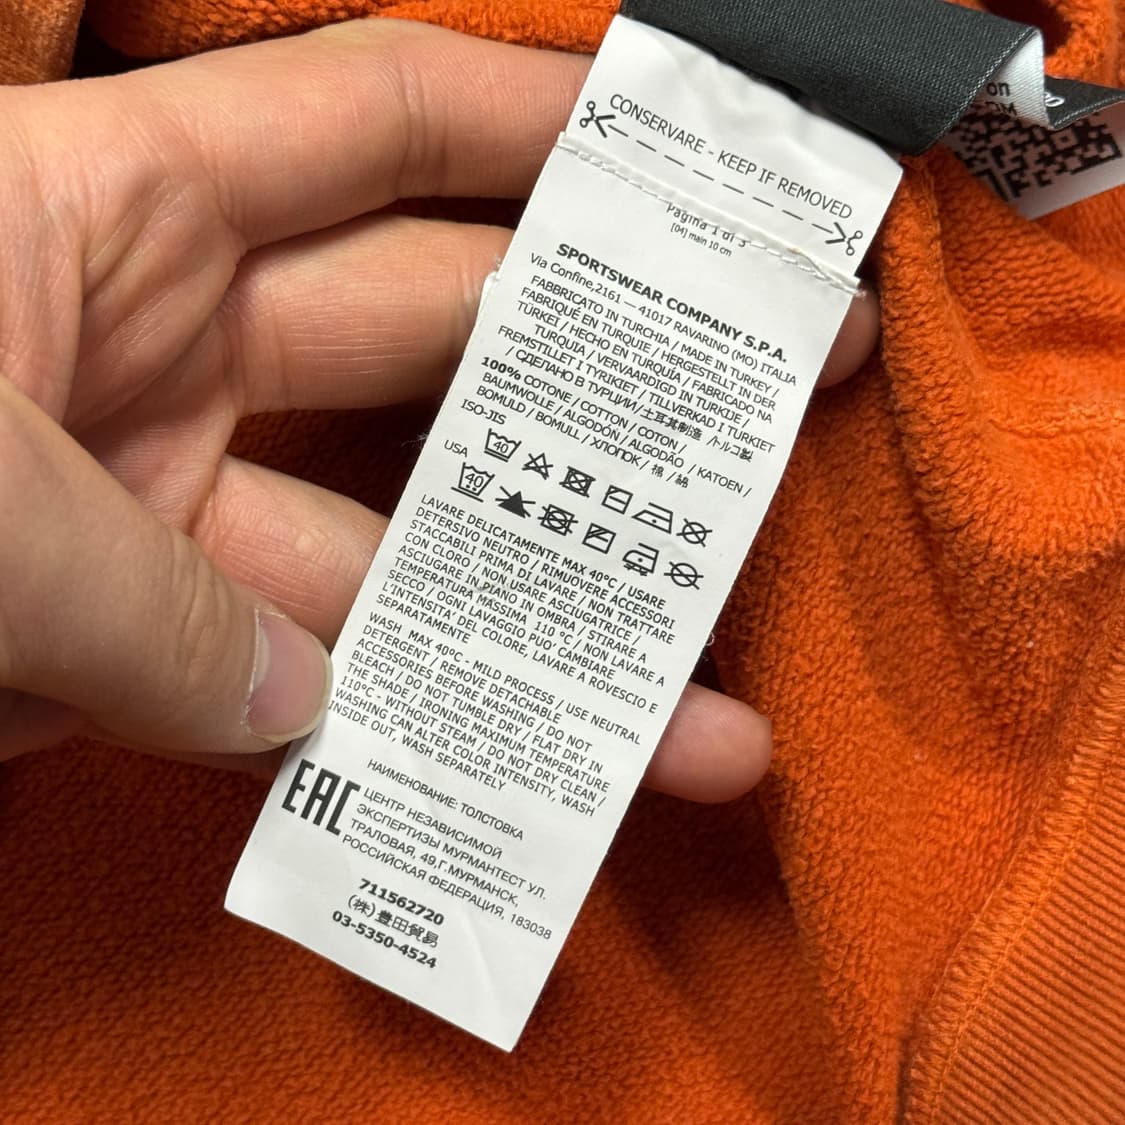 CONSERVARE - KEEP IF REMOVED
Pagina 1 di 3
[04] main 10 cm
SPORTSWEAR COMPANY S.P.A.
Via Confine,2161 — 41017 RAVARINO (MO) ITALIA
FABBRICATO IN TURCHIA / MADE IN TURKEY /
FABRIQUÉ EN TURQUIE / HERGESTELLT IN DER
TÜRKEI / HECHO EN TURQUÍA / FABRICADO NA
TURQUIA / VERVAARDIGD IN TURKIJE /
FREMSTILLET I TYRKIET / TILLVERKAD I TURKIET
/ СДЕЛАНО В ТУРЦИИ/土耳其制造 /トルコ製
100% COTONE / COTTON / COTON /
BAUMWOLLE / ALGODÓN / ALGODÃO / KATOEN /
BOMULD / BOMULL / ХЛОПОК / 棉 / 綿
ISO-JIS
40
USA
40
LAVARE DELICATAMENTE MAX 40°C / USARE
DETERSIVO NEUTRO / RIMUOVERE ACCESSORI
STACCABILI PRIMA DI LAVARE / NON TRATTARE
CON CLORO / NON USARE ASCIUGATRICE /
ASCIUGARE IN PIANO IN OMBRA / STIRARE A
TEMPERATURA MASSIMA 110 °C / NON LAVARE A
SECCO / OGNI LAVAGGIO PUO' CAMBIARE
L'INTENSITA' DEL COLORE, LAVARE A ROVESCIO E
SEPARATAMENTE
WASH MAX 40°C - MILD PROCESS / USE NEUTRAL
DETERGENT / REMOVE DETACHABLE
ACCESSORIES BEFORE WASHING / DO NOT
BLEACH / DO NOT TUMBLE DRY / FLAT DRY IN
THE SHADE / IRONING MAXIMUM TEMPERATURE
110°C - WITHOUT STEAM / DO NOT DRY CLEAN /
WASHING CAN ALTER COLOR INTENSITY, WASH
INSIDE OUT, WASH SEPARATELY
EAC
НАИМЕНОВАНИЕ: ТОЛСТОВКА
ЦЕНТР НЕЗАВИСИМОЙ
ЭКСПЕРТИЗЫ МУРМАНТЕСТ УЛ.
ТРАЛОВАЯ, 49,Г.МУРМАНСК,
РОССИЙСКАЯ ФЕДЕРАЦИЯ, 183038
711562720
(株) 豊田貿易
03-5350-4524
on